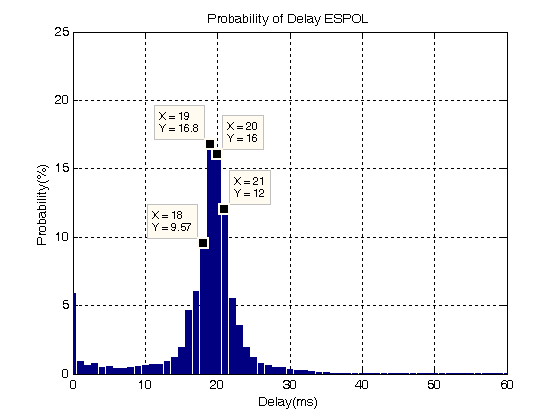 Probability of Delay ESPOL
25
20
15
10
5
0
Probability(%)
X = 19
Y = 16.8
X = 20
Y = 16
X = 21
Y = 12
X = 18
Y = 9.57
0 10 20 30 40 50 60
Delay(ms)